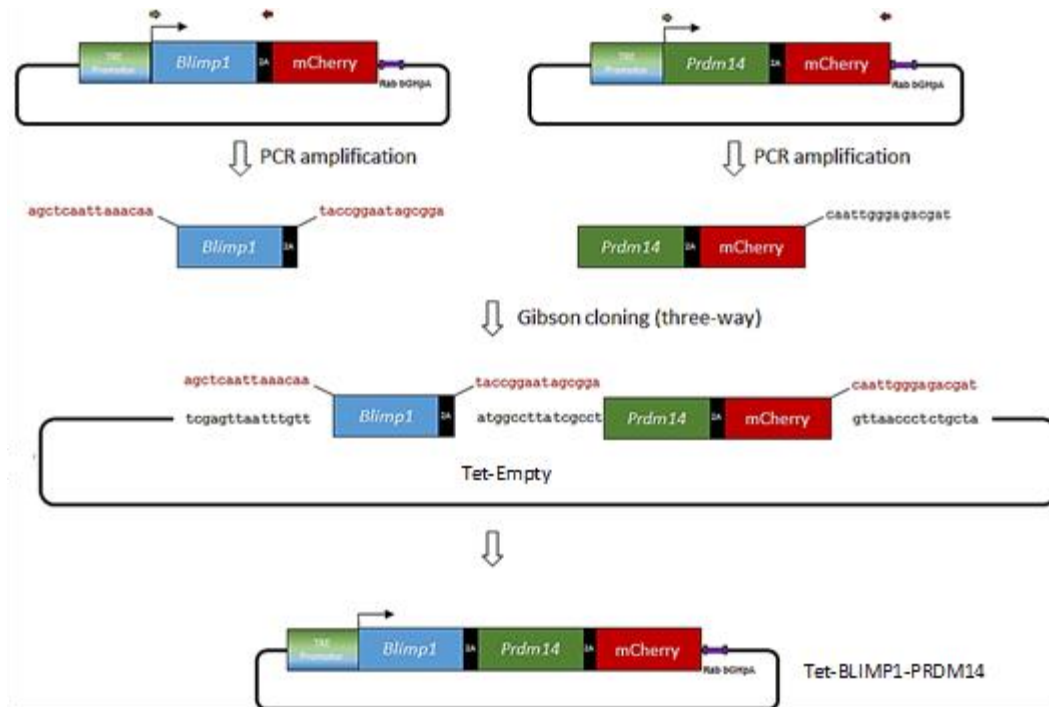 TRE Promoter Blimp1 2A mCherry
Rab bGHpA
TRE Promoter Prdm14 2A mCherry
Rab bGHpA
PCR amplification
PCR amplification
agctcaattaaacaa
taccggaatagcgga
Blimp1 2A
caattgggagacgat
Prdm14 2A mCherry
Gibson cloning (three-way)
agctcaattaaacaa
taccggaatagcgga
caattgggagacgat
tcgagttaatttgtt
Blimp1 2A
atggccttatcgcct
Prdm14 2A mCherry
gttaaccctctgcta
Tet-Empty
TRE Promoter Blimp1 2A Prdm14 2A mCherry
Rab bGHpA
Tet-BLIMP1-PRDM14